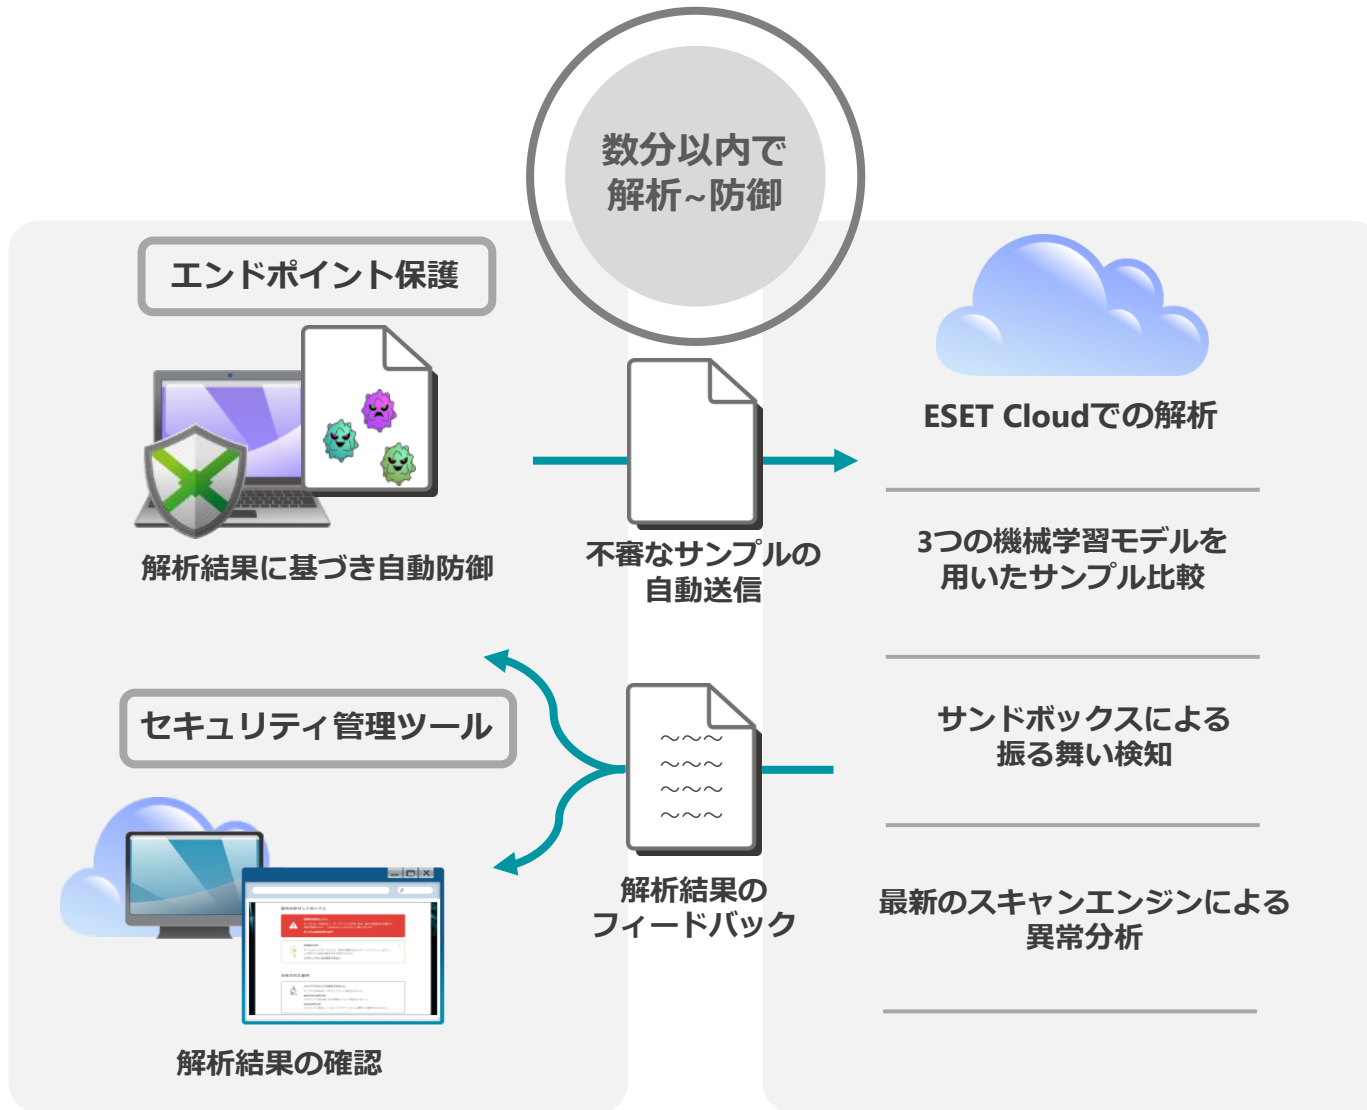 数分以内で
解析~防御
エンドポイント保護
解析結果に基づき自動防御
不審なサンプルの
自動送信
ESET Cloudでの解析
3つの機械学習モデルを
用いたサンプル比較
サンドボックスによる
振る舞い検知
最新のスキャンエンジンによる
異常分析
セキュリティ管理ツール
解析結果の
フィードバック
解析結果の確認